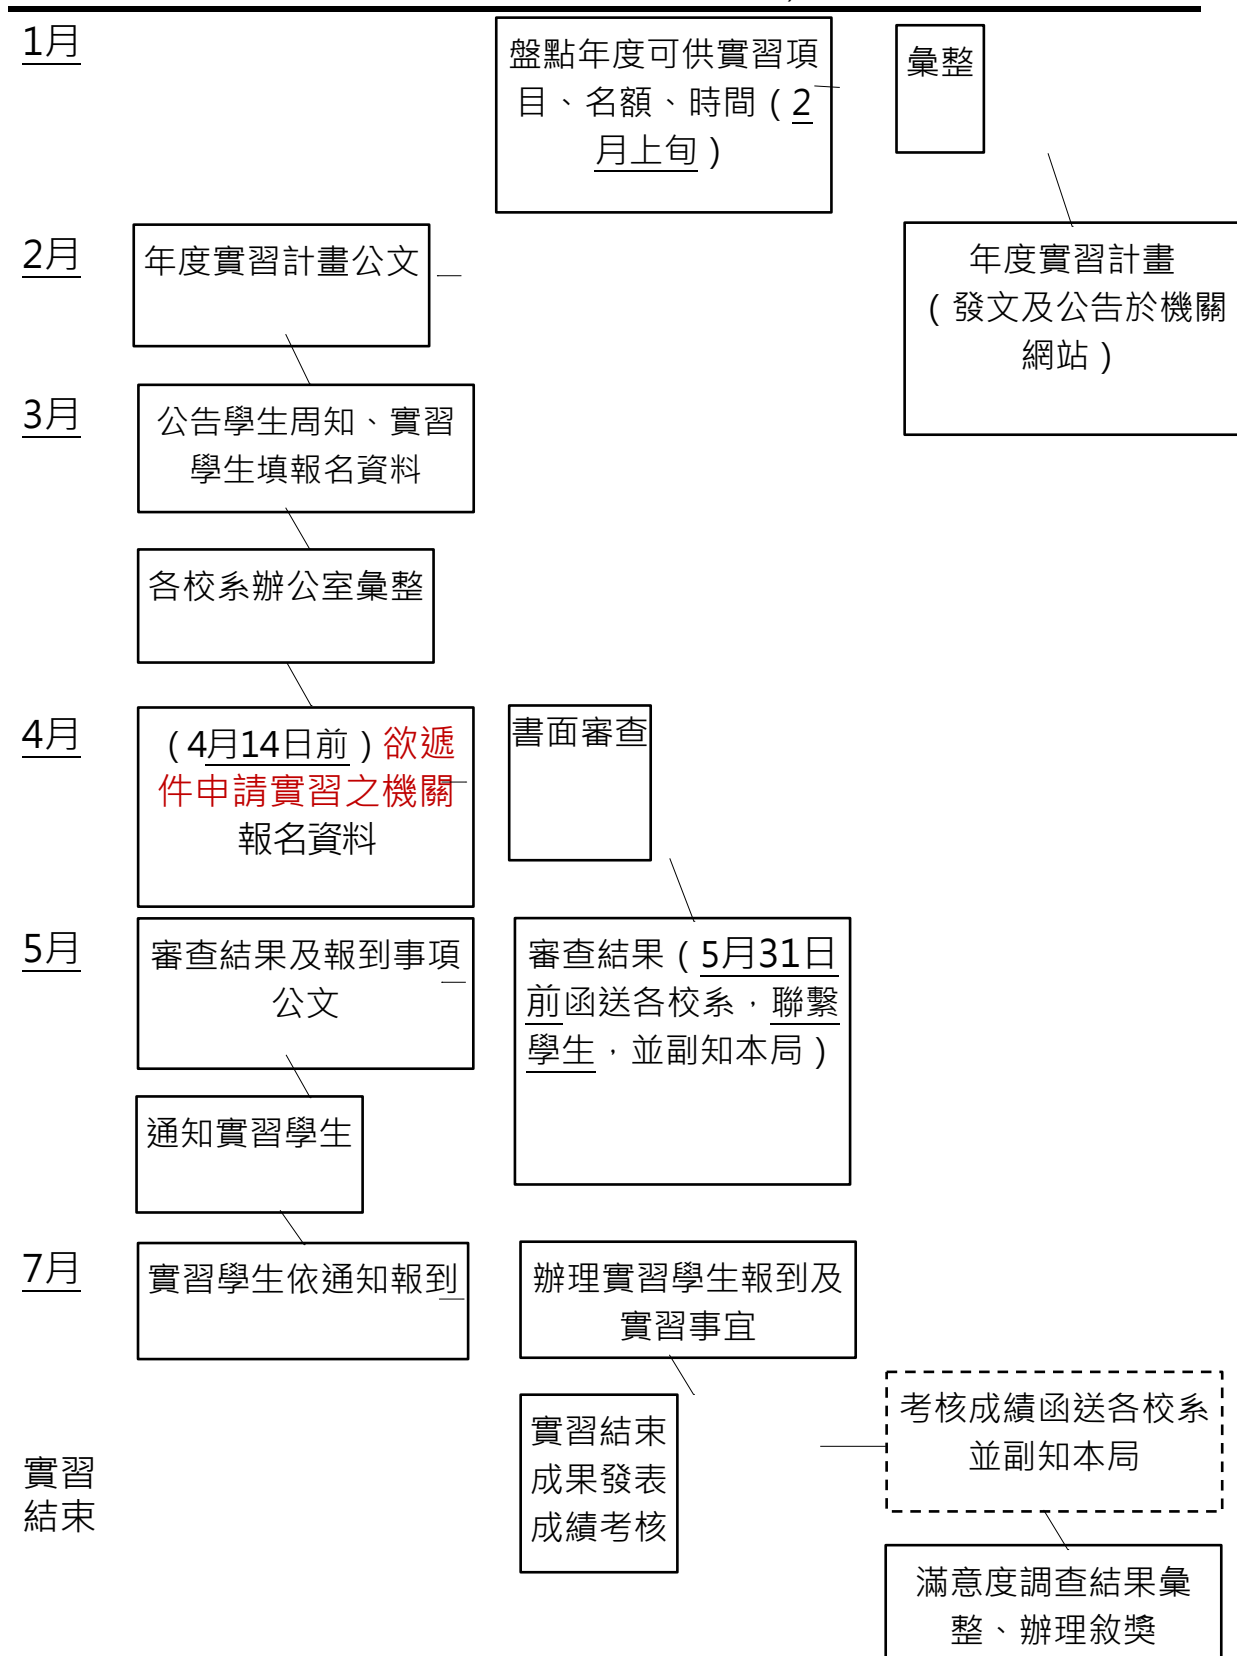 1月
盤點年度可供實習項
目、名額、時間（2
月上旬）
彙整
2月
年度實習計畫公文
年度實習計畫
（發文及公告於機關
網站）
3月
公告學生周知、實習
學生填報名資料
各校系辦公室彙整
4月
（4月14日前）欲遞
件申請實習之機關
報名資料
書面審查
5月
審查結果及報到事項
公文
審查結果（5月31日
前函送各校系，聯繫
學生，並副知本局）
通知實習學生
7月
實習學生依通知報到
辦理實習學生報到及
實習事宜
實習
結束
實習結束
成果發表
成績考核
考核成績函送各校系
並副知本局
滿意度調查結果彙
整、辦理敘獎